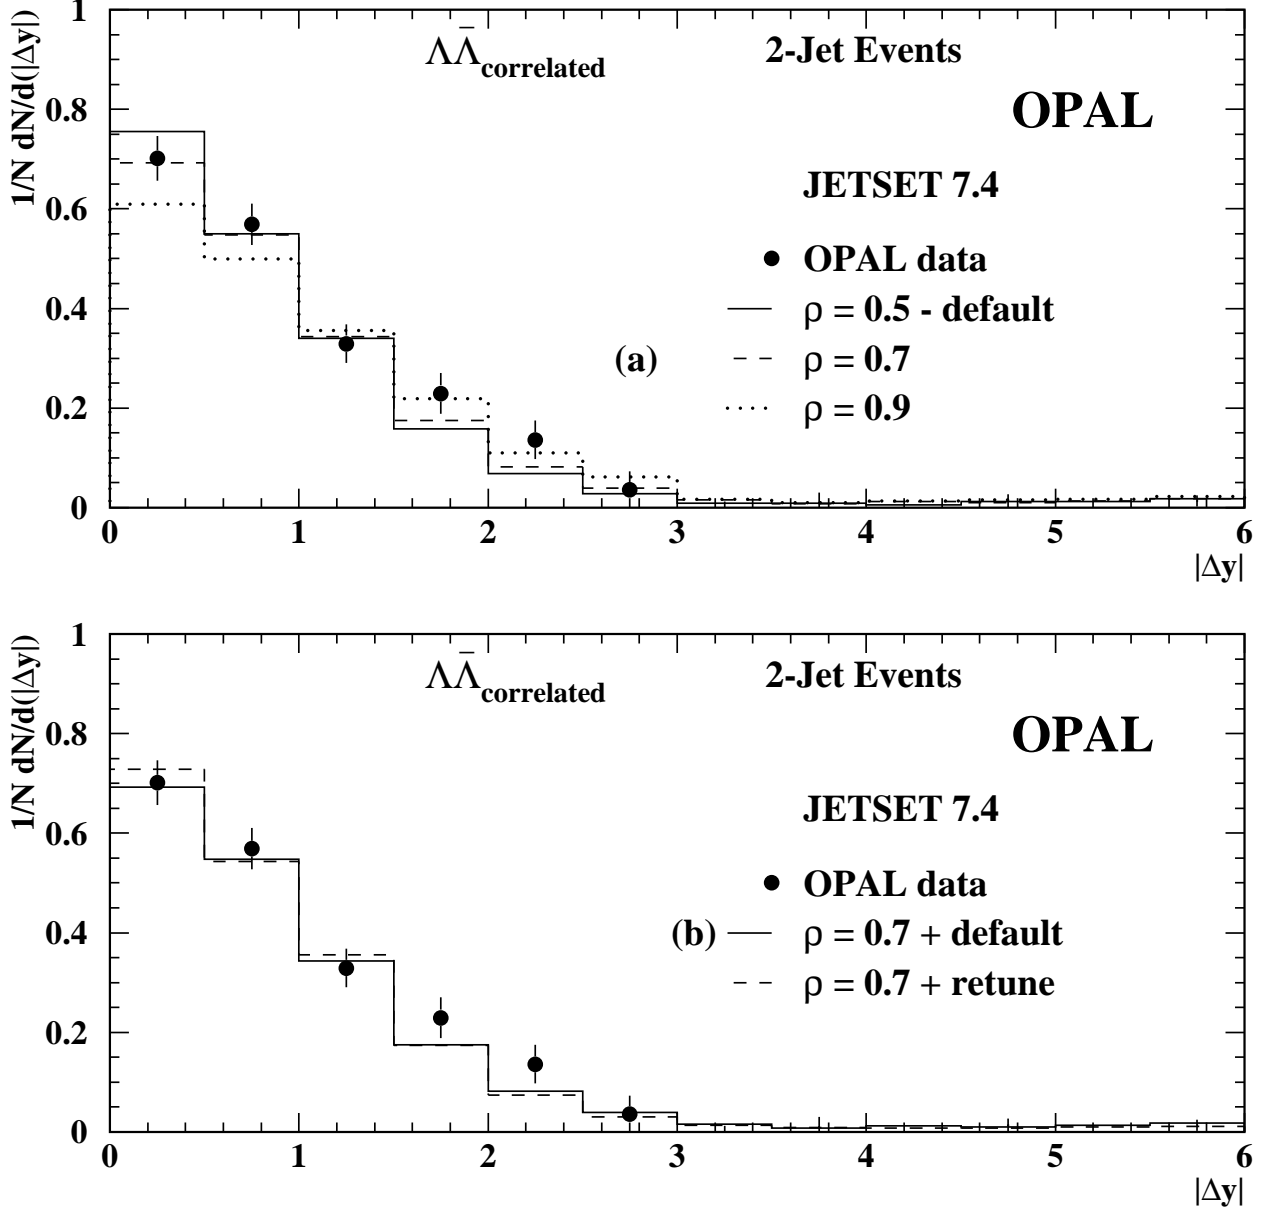 1/N dN/d(|Δy|)
1
0.8
0.6
0.4
0.2
0
ΛΛ̄correlated
2-Jet Events
OPAL
JETSET 7.4
OPAL data
ρ = 0.5 - default
(a)
ρ = 0.7
ρ = 0.9
0 1 2 3 4 5 6
|Δy|
1/N dN/d(|Δy|)
1
0.8
0.6
0.4
0.2
0
ΛΛ̄correlated
2-Jet Events
OPAL
JETSET 7.4
OPAL data
(b)
ρ = 0.7 + default
ρ = 0.7 + retune
0 1 2 3 4 5 6
|Δy|